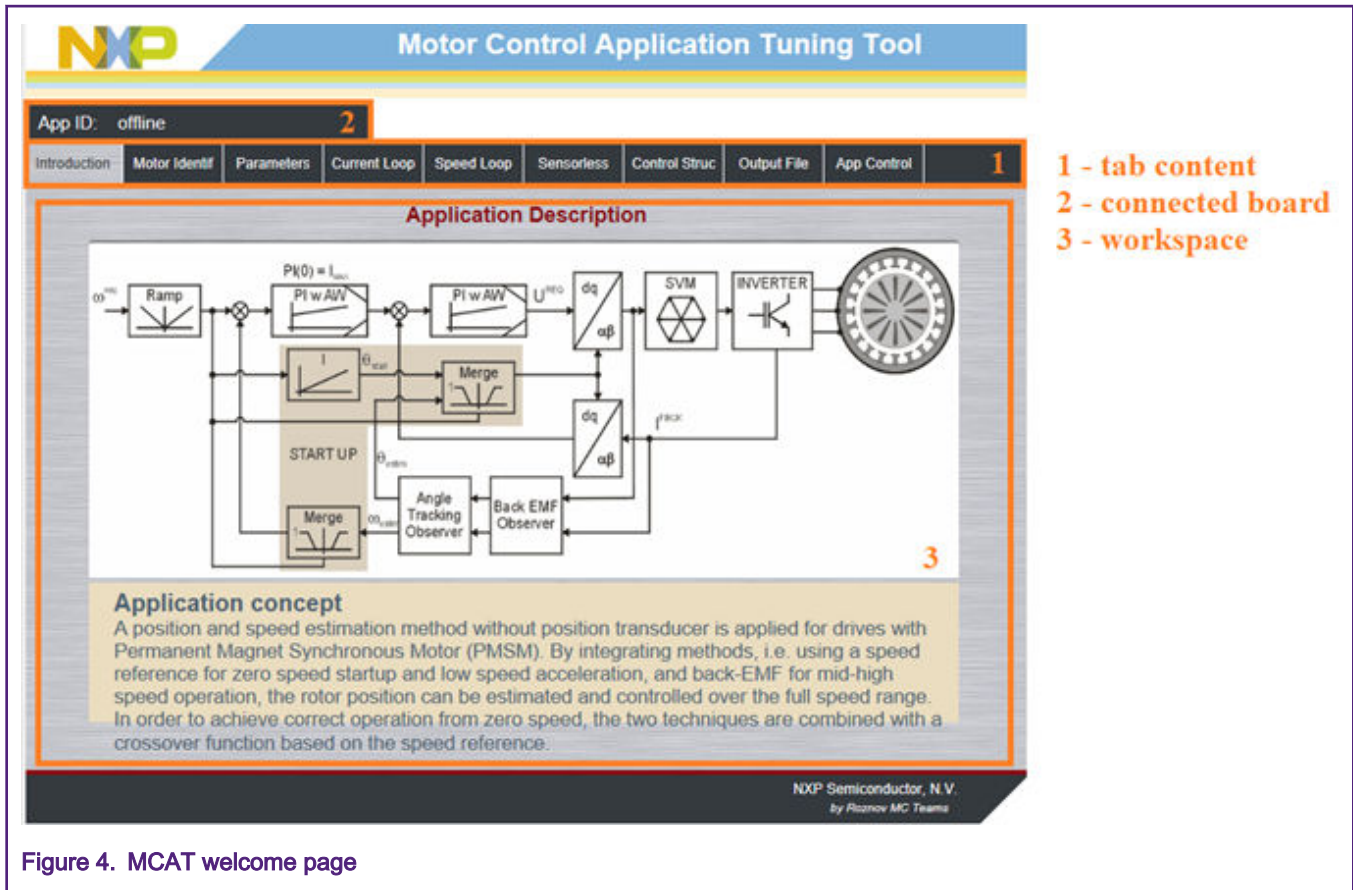 NXP
Motor Control Application Tuning Tool
App ID: offline
2
Introduction Motor Identif Parameters Current Loop Speed Loop Sensorless Control Struc Output File App Control
1
1 - tab content
2 - connected board
3 - workspace
Application Description
PI(0) =
ω
Ramp
PI w AW
PI w AW
U^REQ
dq
αβ
SVM
INVERTER
I
θ
Merge
1
dq
αβ
I
START UP
θ
Merge
1
ω
Angle
Tracking
Observer
Back EMF
Observer
3
Application concept
A position and speed estimation method without position transducer is applied for drives with
Permanent Magnet Synchronous Motor (PMSM). By integrating methods, i.e. using a speed
reference for zero speed startup and low speed acceleration, and back-EMF for mid-high
speed operation, the rotor position can be estimated and controlled over the full speed range.
In order to achieve correct operation from zero speed, the two techniques are combined with a
crossover function based on the speed reference.
NXP Semiconductor, N.V.
by Roznov MC Teams
Figure 4. MCAT welcome page